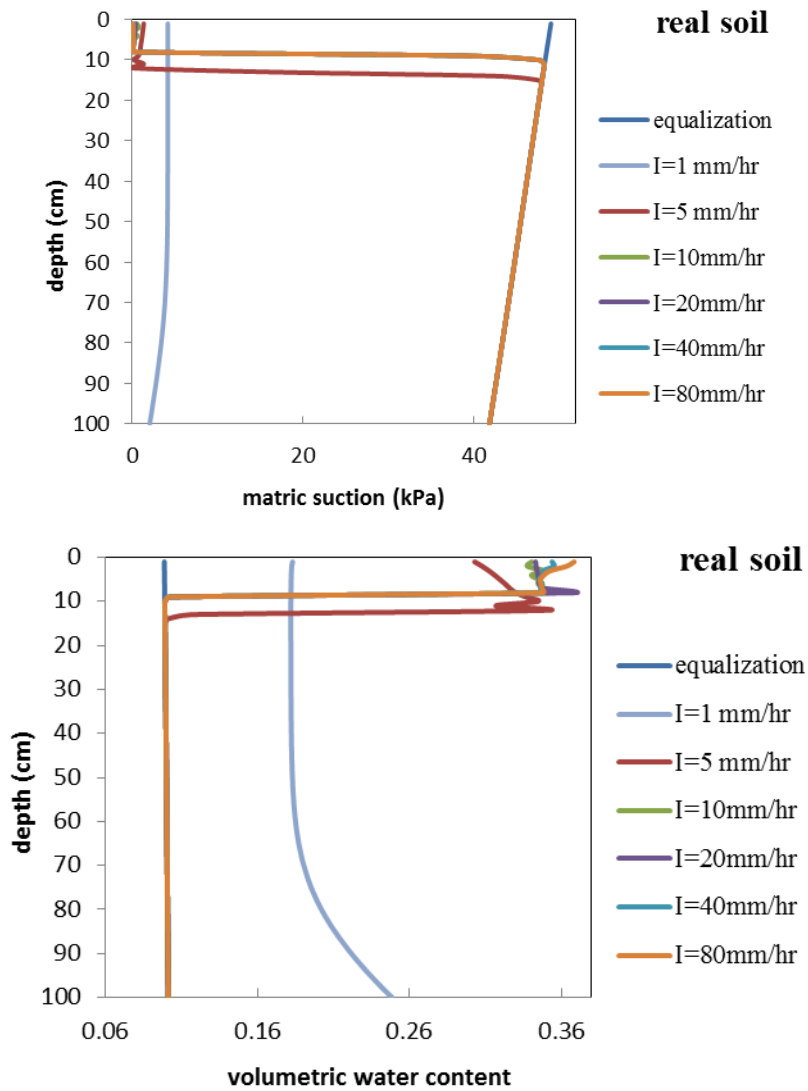 real soil
0
10
20
30
40
50
60
70
80
90
100
depth (cm)
0
20
40
matric suction (kPa)
equalization
I=1 mm/hr
I=5 mm/hr
I=10mm/hr
I=20mm/hr
I=40mm/hr
I=80mm/hr
real soil
0
10
20
30
40
50
60
70
80
90
100
depth (cm)
0.06
0.16
0.26
0.36
volumetric water content
equalization
I=1 mm/hr
I=5 mm/hr
I=10mm/hr
I=20mm/hr
I=40mm/hr
I=80mm/hr